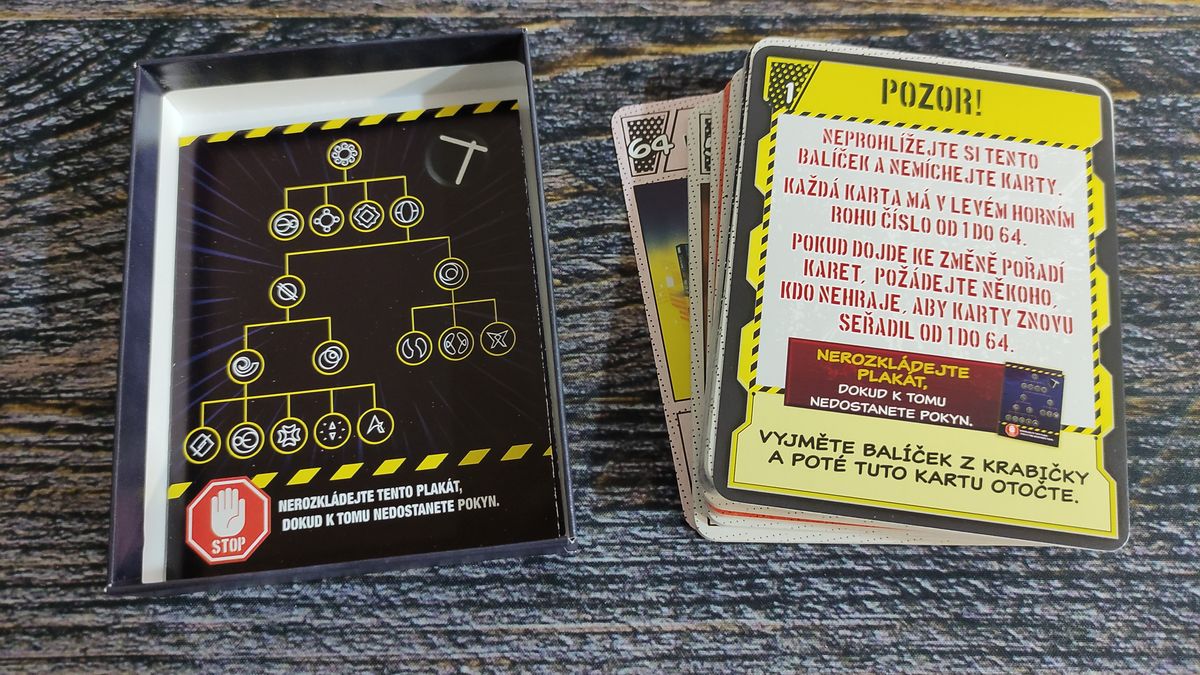 STOP
NEROZKLÁDEJTE TENTO PLAKÁT,
DOKUD K TOMU NEDOSTANETE POKYN.
64
1
POZOR!
NEPROHLÍŽEJTE SI TENTO
BALÍČEK A NEMÍCHEJTE KARTY.
KAŽDÁ KARTA MÁ V LEVÉM HORNÍM
ROHU ČÍSLO OD 1 DO 64.
POKUD DOJDE KE ZMĚNĚ POŘADÍ
KARET, POŽÁDEJTE NĚKOHO,
KDO NEHRAJE, ABY KARTY ZNOVU
SEŘADIL OD 1 DO 64.
NEROZKLÁDEJTE
PLAKÁT,
DOKUD K TOMU
NEDOSTANETE POKYN.
VYJMĚTE BALÍČEK Z KRABIČKY
A POTÉ TUTO KARTU OTOČTE.